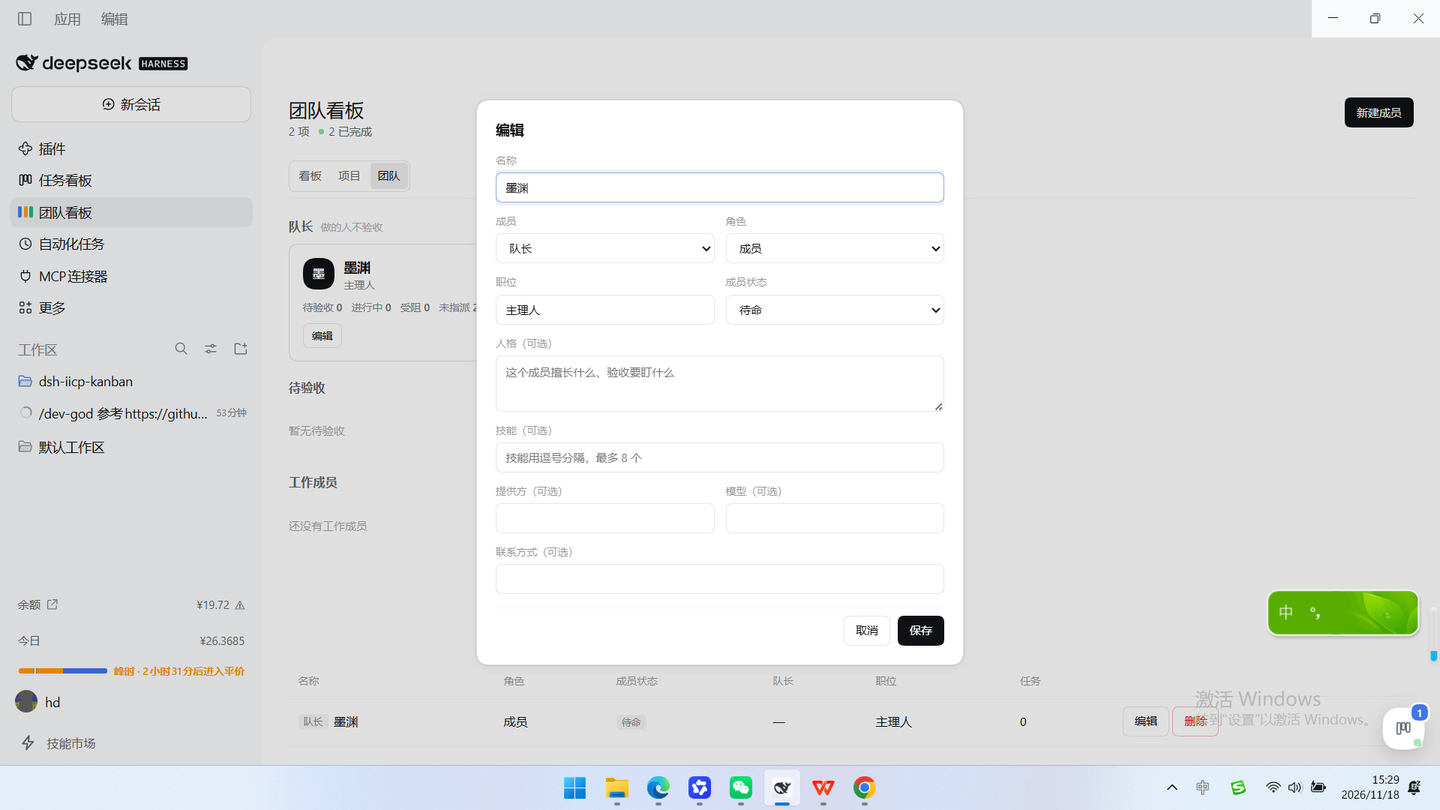 应用 编辑
deepseek HARNESS
新会话
插件
任务看板
团队看板
自动化任务
MCP连接器
更多
工作区
dsh-iicp-kanban
/dev-god 参考https://githu... 53分钟
默认工作区
余额 ¥19.72
今日 ¥26.3685
峰时 · 2小时31分后进入平价
hd
技能市场
团队看板
2 项 2 已完成
新建成员
看板 项目 团队
队长 做的人不验收
墨 墨渊
主理人
待验收 0 进行中 0 受阻 0 未指派 2
编辑
待验收
暂无待验收
工作成员
还没有工作成员
编辑
名称
墨渊
成员 角色
队长 成员
职位 成员状态
主理人 待命
人格（可选）
这个成员擅长什么、验收要盯什么
技能（可选）
技能用逗号分隔，最多 8 个
提供方（可选） 模型（可选）
联系方式（可选）
取消 保存
名称 角色 成员状态 队长 职位 任务
队长 墨渊 成员 待命 — 主理人 0 编辑 删除
中 °,
激活 Windows
转到"设置"以激活 Windows。
1
中
15:29
2026/11/18